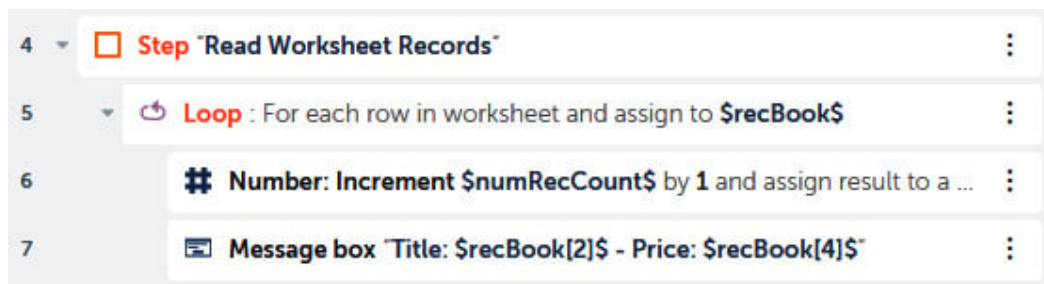 4 Step "Read Worksheet Records"
5 Loop : For each row in worksheet and assign to $recBook$
6 Number: Increment $numRecCount$ by 1 and assign result to a ...
7 Message box "Title: $recBook[2]$ - Price: $recBook[4]$"